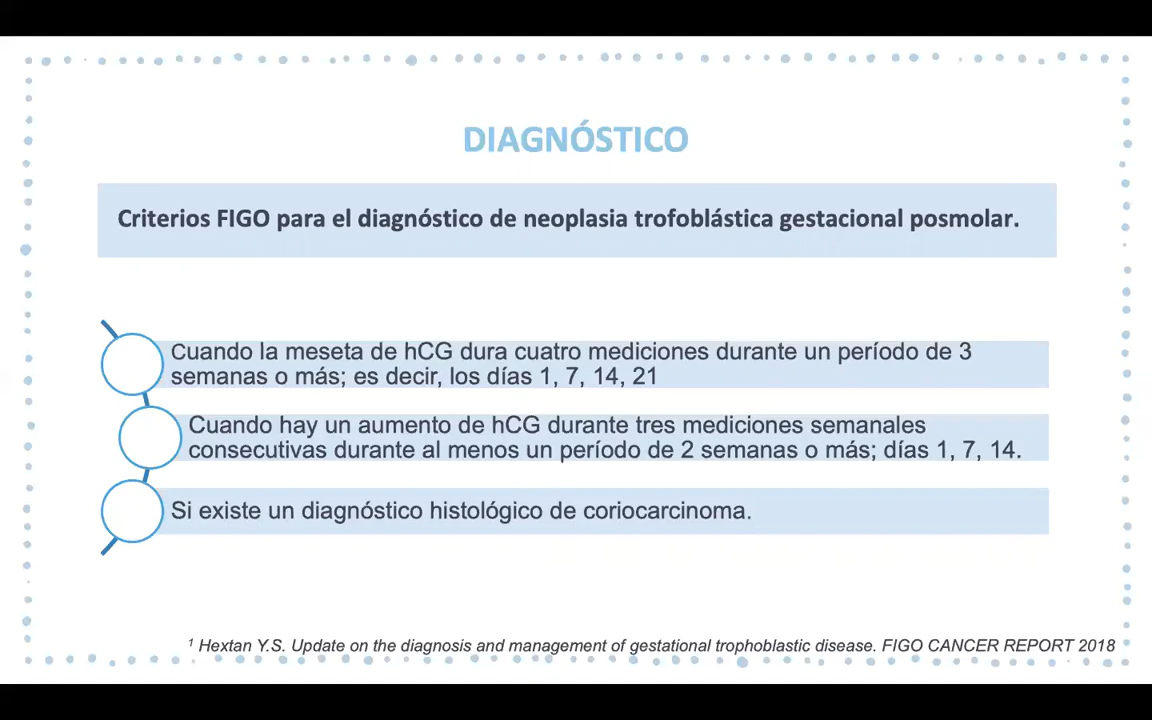 DIAGNÓSTICO
Criterios FIGO para el diagnóstico de neoplasia trofoblástica gestacional posmolar.
Cuando la meseta de hCG dura cuatro mediciones durante un período de 3
semanas o más; es decir, los días 1, 7, 14, 21
Cuando hay un aumento de hCG durante tres mediciones semanales
consecutivas durante al menos un período de 2 semanas o más; días 1, 7, 14.
Si existe un diagnóstico histológico de coriocarcinoma.
¹ Hextan Y.S. Update on the diagnosis and management of gestational trophoblastic disease. FIGO CANCER REPORT 2018